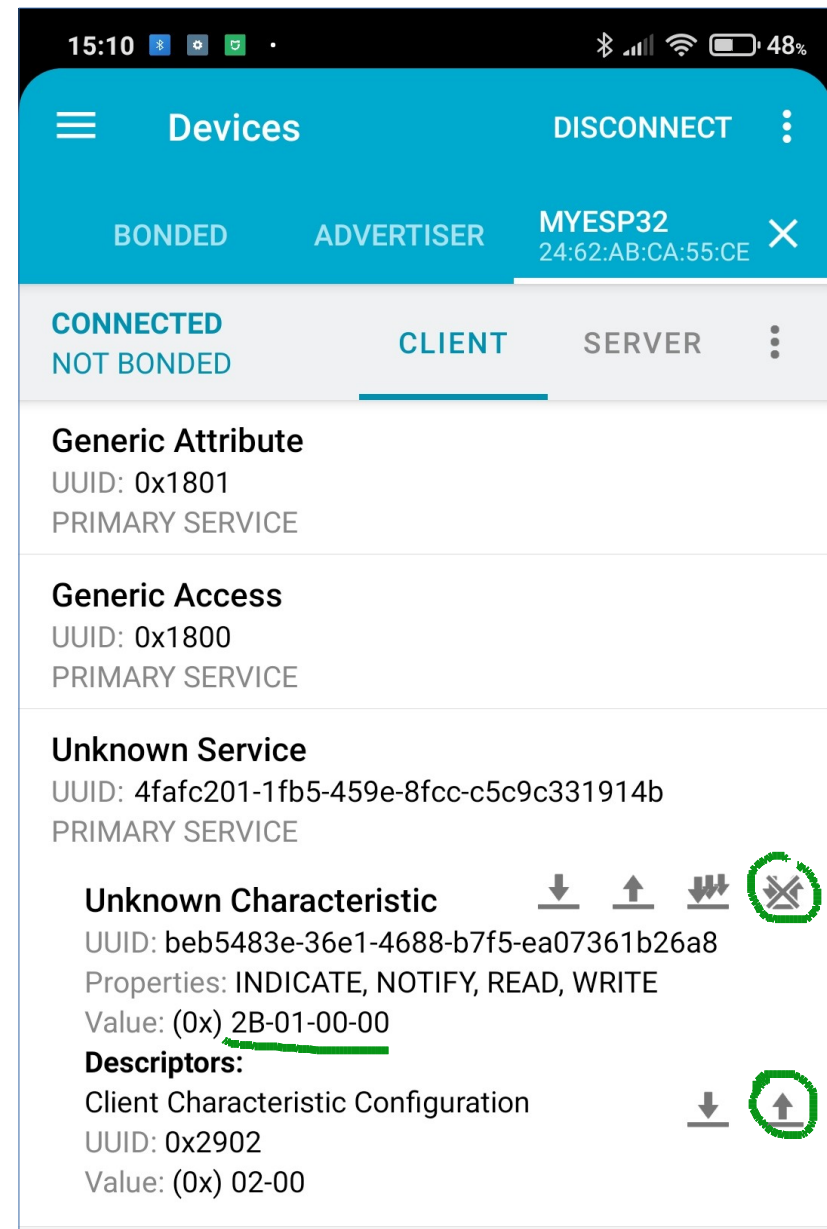 15:10 48%
Devices DISCONNECT
BONDED ADVERTISER MYESP32
24:62:AB:CA:55:CE
CONNECTED
NOT BONDED
CLIENT SERVER
Generic Attribute
UUID: 0x1801
PRIMARY SERVICE
Generic Access
UUID: 0x1800
PRIMARY SERVICE
Unknown Service
UUID: 4fafc201-1fb5-459e-8fcc-c5c9c331914b
PRIMARY SERVICE
Unknown Characteristic
UUID: beb5483e-36e1-4688-b7f5-ea07361b26a8
Properties: INDICATE, NOTIFY, READ, WRITE
Value: (0x) 2B-01-00-00
Descriptors:
Client Characteristic Configuration
UUID: 0x2902
Value: (0x) 02-00